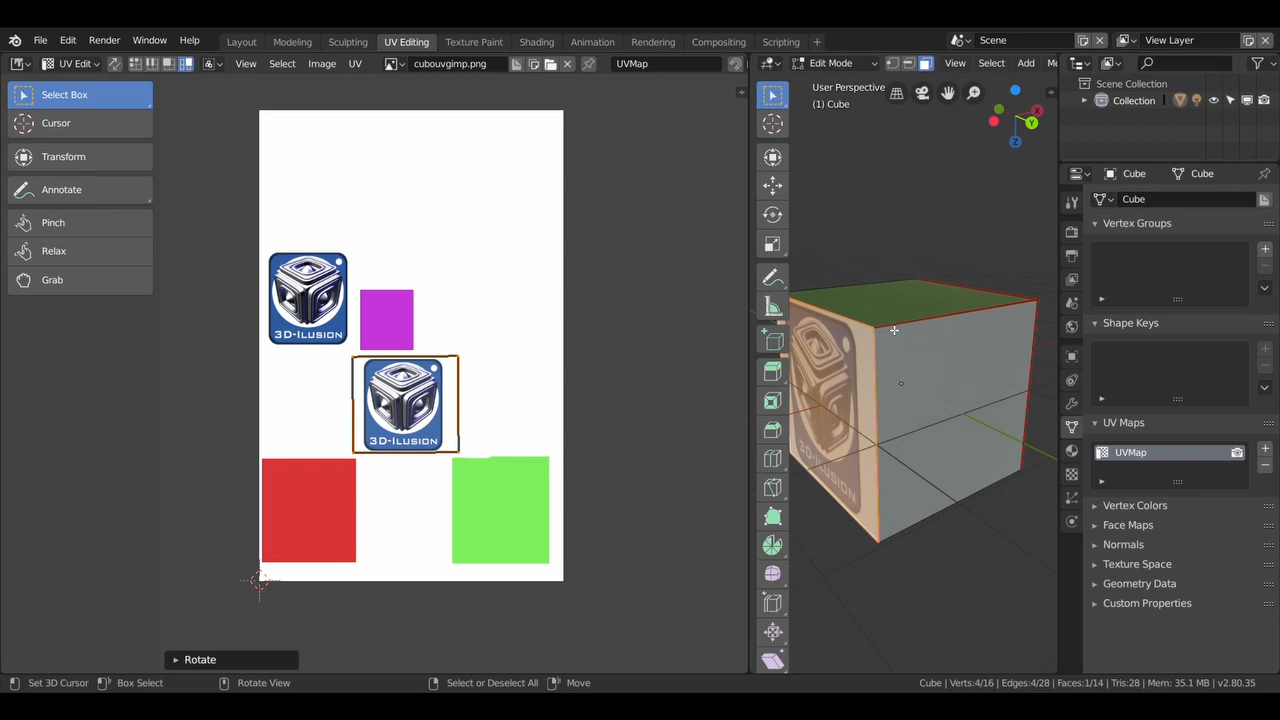 File Edit Render Window Help Layout Modeling Sculpting UV Editing Texture Paint Shading Animation Rendering Compositing Scripting + Scene View Layer
UV Edit View Select Image UV cubouvgimp.png UVMap Edit Mode View Select Add
Select Box
Cursor
Transform
Annotate
Pinch
Relax
Grab
3D-ILUSION
3D-ILUSION
Rotate
User Perspective
(1) Cube
X
Y
Z
Scene Collection
Collection
Cube Cube
Cube
Vertex Groups
Shape Keys
UV Maps
UVMap
Vertex Colors
Face Maps
Normals
Texture Space
Geometry Data
Custom Properties
Set 3D Cursor Box Select Rotate View Select or Deselect All Move Cube | Verts:4/16 | Edges:4/28 | Faces:1/14 | Tris:28 | Mem: 35.1 MB | v2.80.35